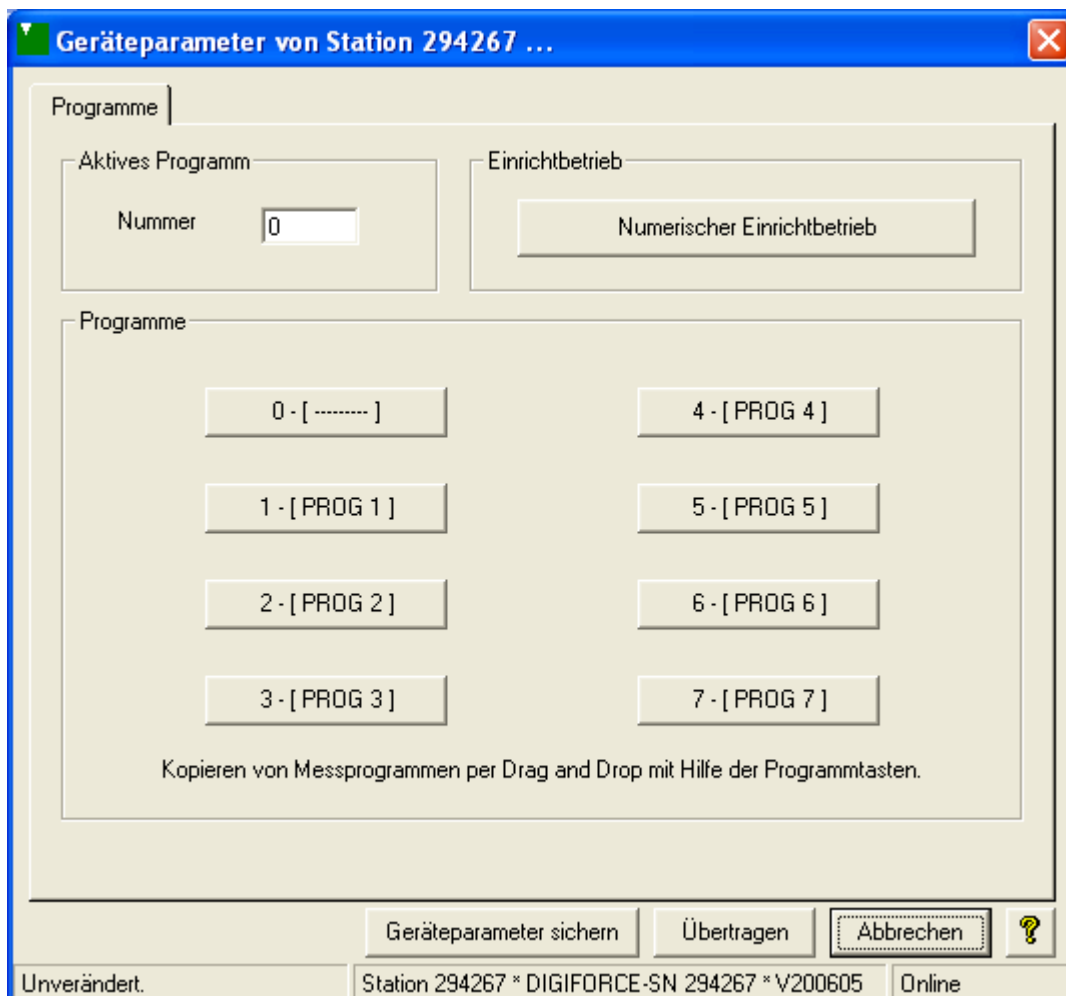 Geräteparameter von Station 294267 ...
Programme
Aktives Programm
Nummer 0
Einrichtbetrieb
Numerischer Einrichtbetrieb
Programme
0 - [ --------- ]
4 - [ PROG 4 ]
1 - [ PROG 1 ]
5 - [ PROG 5 ]
2 - [ PROG 2 ]
6 - [ PROG 6 ]
3 - [ PROG 3 ]
7 - [ PROG 7 ]
Kopieren von Messprogrammen per Drag and Drop mit Hilfe der Programmtasten.
Geräteparameter sichern
Übertragen
Abbrechen
?
Unverändert.
Station 294267 * DIGIFORCE-SN 294267 * V200605
Online